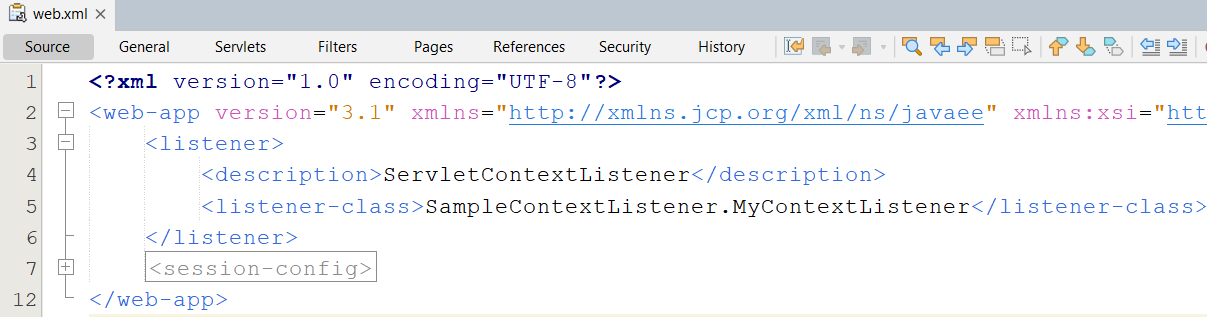 web.xml
Source General Servlets Filters Pages References Security History
1 <?xml version="1.0" encoding="UTF-8"?>
2 <web-app version="3.1" xmlns="http://xmlns.jcp.org/xml/ns/javaee" xmlns:xsi="htt
3 <listener>
4 <description>ServletContextListener</description>
5 <listener-class>SampleContextListener.MyContextListener</listener-class>
6 </listener>
7 <session-config>
12 </web-app>